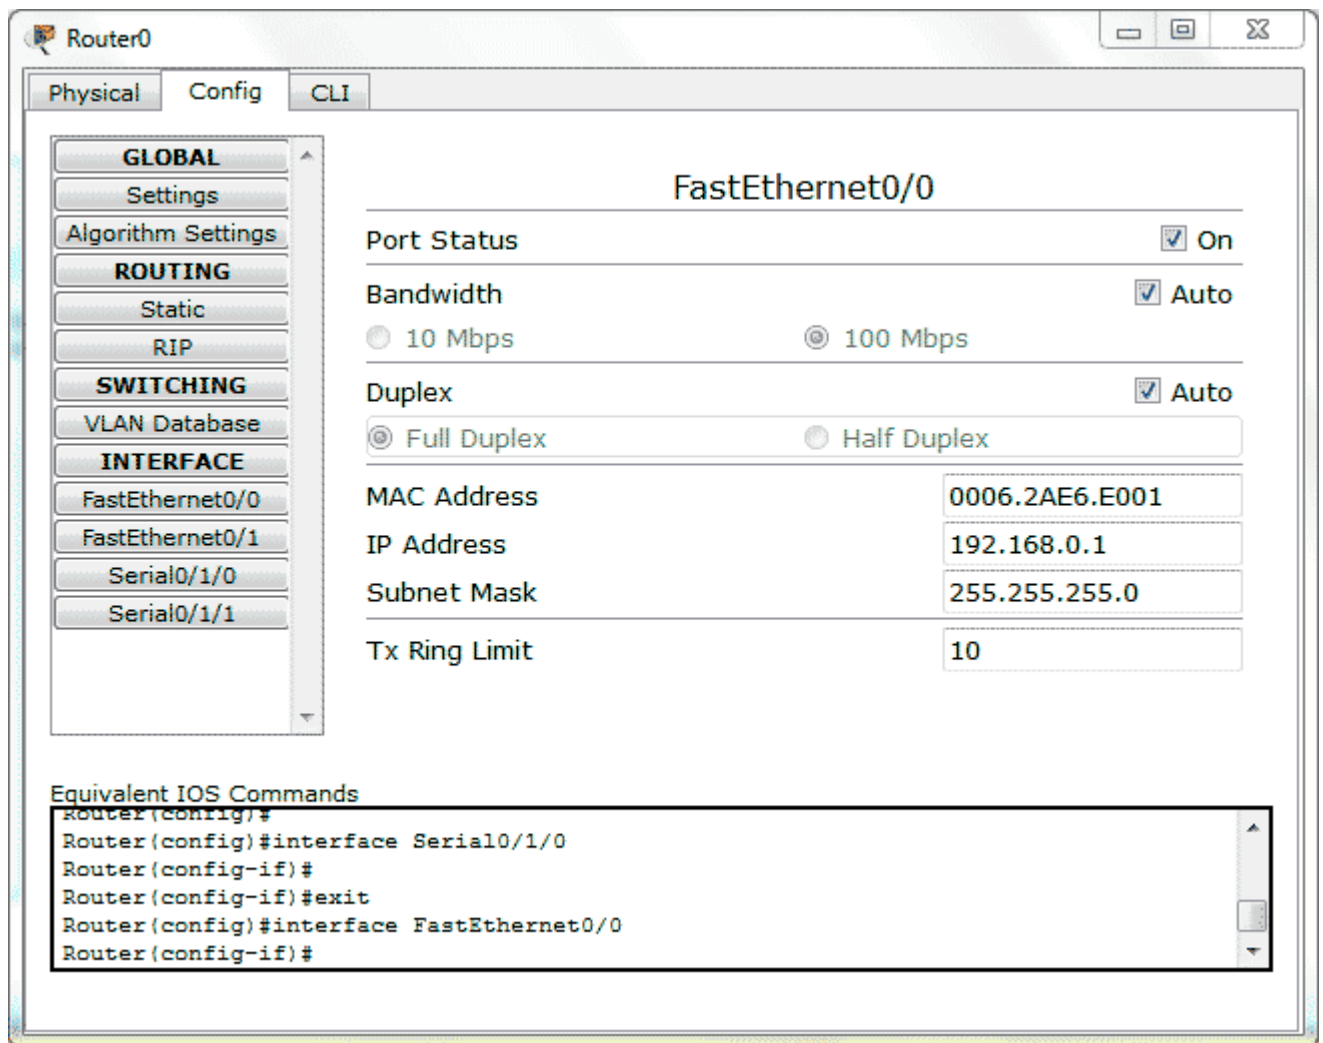 Router0
Physical Config CLI
GLOBAL
Settings
Algorithm Settings
ROUTING
Static
RIP
SWITCHING
VLAN Database
INTERFACE
FastEthernet0/0
FastEthernet0/1
Serial0/1/0
Serial0/1/1
FastEthernet0/0
Port Status On
Bandwidth Auto
10 Mbps 100 Mbps
Duplex Auto
Full Duplex Half Duplex
MAC Address 0006.2AE6.E001
IP Address 192.168.0.1
Subnet Mask 255.255.255.0
Tx Ring Limit 10
Equivalent IOS Commands
Router(config)#
Router(config)#interface Serial0/1/0
Router(config-if)#
Router(config-if)#exit
Router(config)#interface FastEthernet0/0
Router(config-if)#